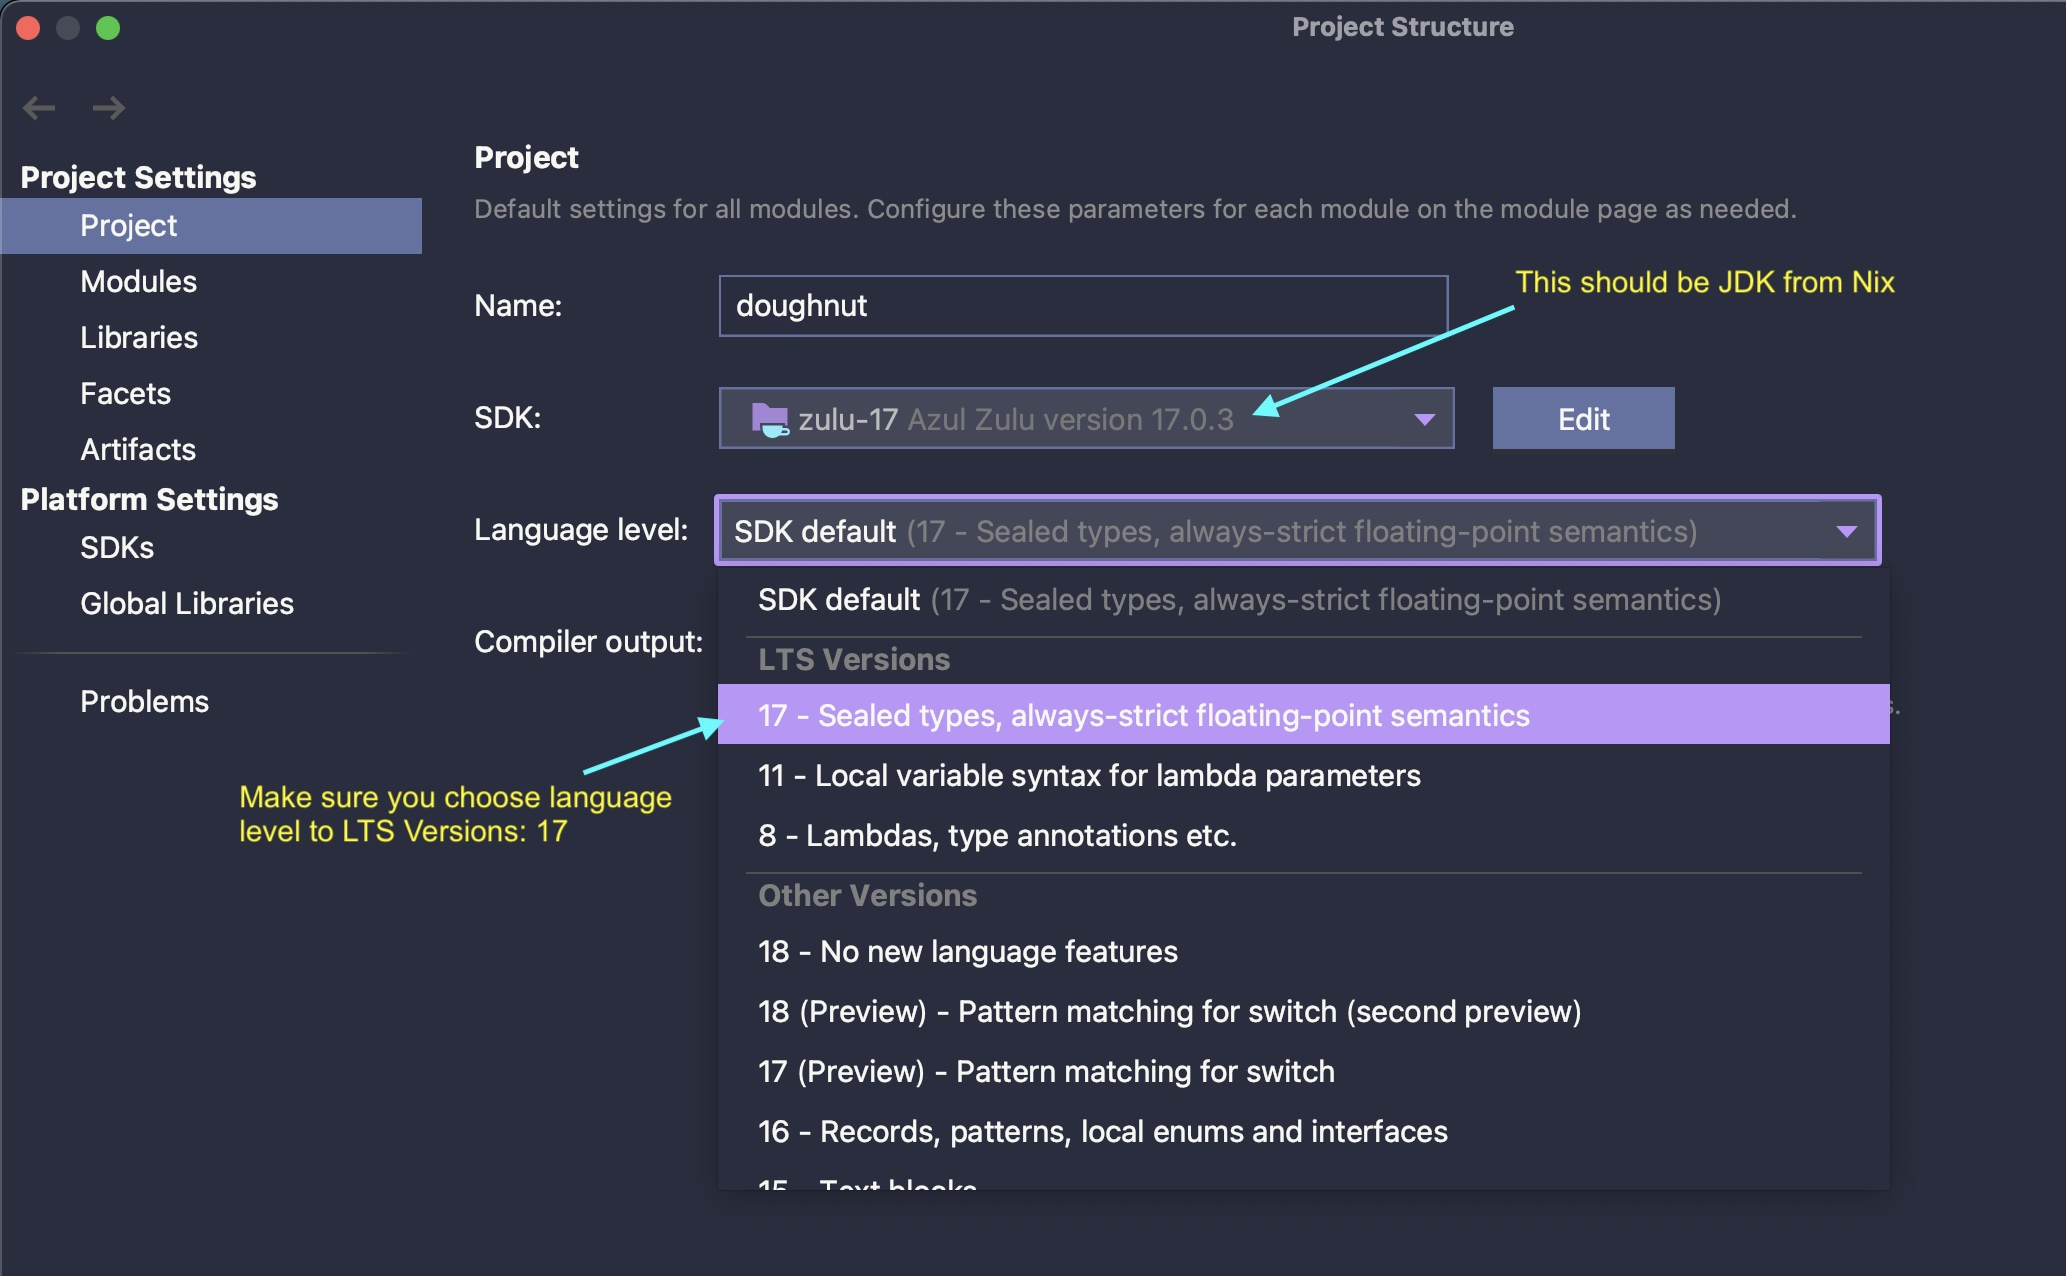 Project Structure
Project Settings
Project
Modules
Libraries
Facets
Artifacts
Platform Settings
SDKs
Global Libraries
Problems
Project
Default settings for all modules. Configure these parameters for each module on the module page as needed.
Name:
doughnut
This should be JDK from Nix
SDK:
zulu-17 Azul Zulu version 17.0.3
Edit
Language level:
SDK default (17 - Sealed types, always-strict floating-point semantics)
SDK default (17 - Sealed types, always-strict floating-point semantics)
Compiler output:
LTS Versions
17 - Sealed types, always-strict floating-point semantics
s.
11 - Local variable syntax for lambda parameters
8 - Lambdas, type annotations etc.
Make sure you choose language
level to LTS Versions: 17
Other Versions
18 - No new language features
18 (Preview) - Pattern matching for switch (second preview)
17 (Preview) - Pattern matching for switch
16 - Records, patterns, local enums and interfaces
15 - Text blocks